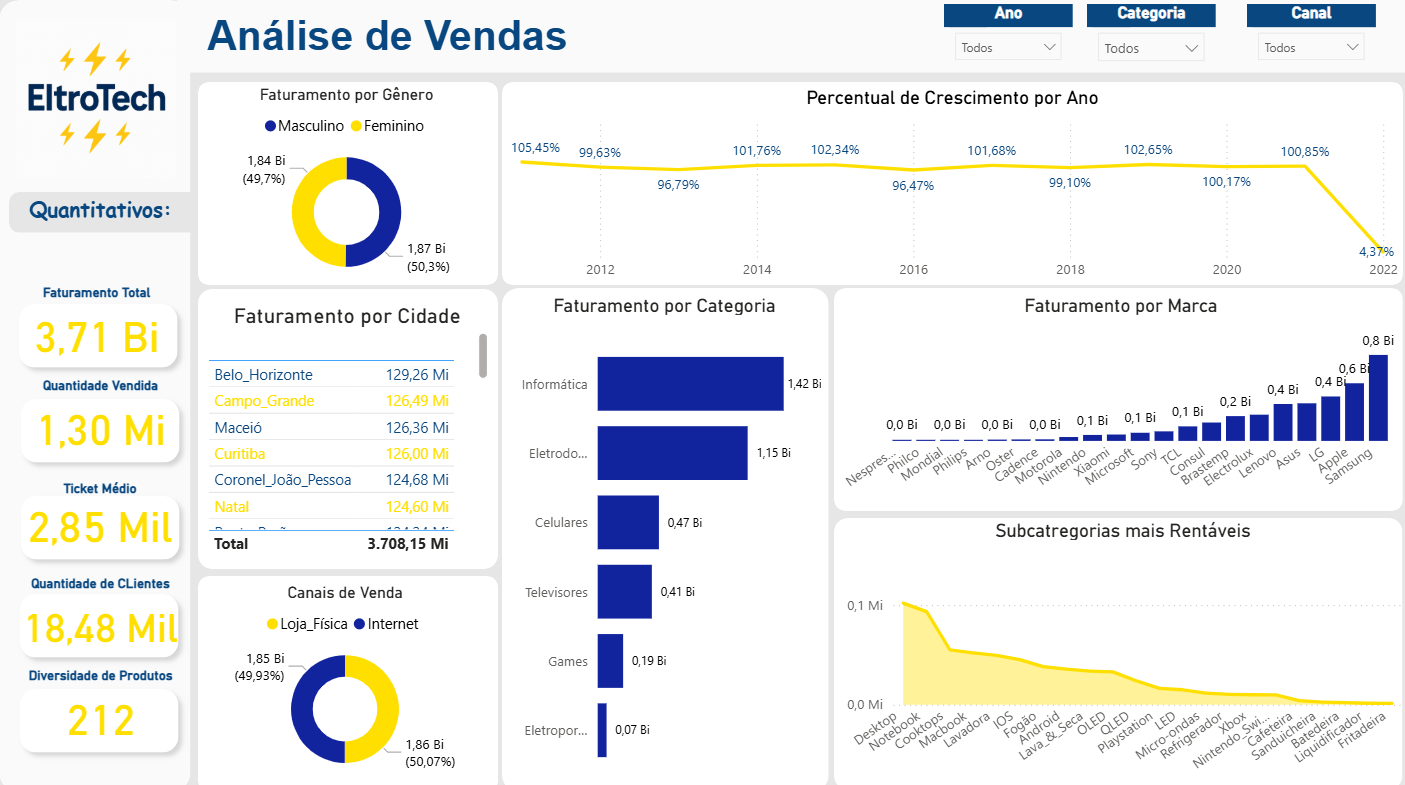 EltroTech
Análise de Vendas
Ano
Todos
Categoria
Todos
Canal
Todos
Quantitativos:
Faturamento Total
3,71 Bi
Quantidade Vendida
1,30 Mi
Ticket Médio
2,85 Mil
Quantidade de CLientes
18,48 Mil
Diversidade de Produtos
212
Faturamento por Gênero
Masculino Feminino
1,84 Bi
(49,7%)
1,87 Bi
(50,3%)
Percentual de Crescimento por Ano
105,45%
99,63%
96,79%
101,76%
102,34%
96,47%
101,68%
99,10%
102,65%
100,17%
100,85%
4,37%
2012 2014 2016 2018 2020 2022
Faturamento por Cidade
Belo_Horizonte 129,26 Mi
Campo_Grande 126,49 Mi
Maceió 126,36 Mi
Curitiba 126,00 Mi
Coronel_João_Pessoa 124,68 Mi
Natal 124,60 Mi
Total 3.708,15 Mi
Canais de Venda
Loja_Física Internet
1,85 Bi
(49,93%)
1,86 Bi
(50,07%)
Faturamento por Categoria
Informática 1,42 Bi
Eletrodo... 1,15 Bi
Celulares 0,47 Bi
Televisores 0,41 Bi
Games 0,19 Bi
Eletropor... 0,07 Bi
Faturamento por Marca
0,0 Bi 0,0 Bi 0,0 Bi 0,0 Bi 0,1 Bi 0,1 Bi 0,1 Bi 0,2 Bi 0,4 Bi 0,4 Bi 0,6 Bi 0,8 Bi
Nespres... Philco Mondial Philips Arno Oster Cadence Motorola Nintendo Xiaomi Microsoft Sony TCL Consul Brastemp Electrolux Lenovo Asus LG Apple Samsung
Subcatregorias mais Rentáveis
0,1 Mi
0,0 Mi
Desktop Notebook Cooktops Macbook Lavadora IOS Fogão Android Lava_&_Seca OLED QLED Playstation LED Micro-ondas Refrigerador Xbox Nintendo_Swi... Cafeteira Sanduicheira Batedeira Liquidificador Fritadeira